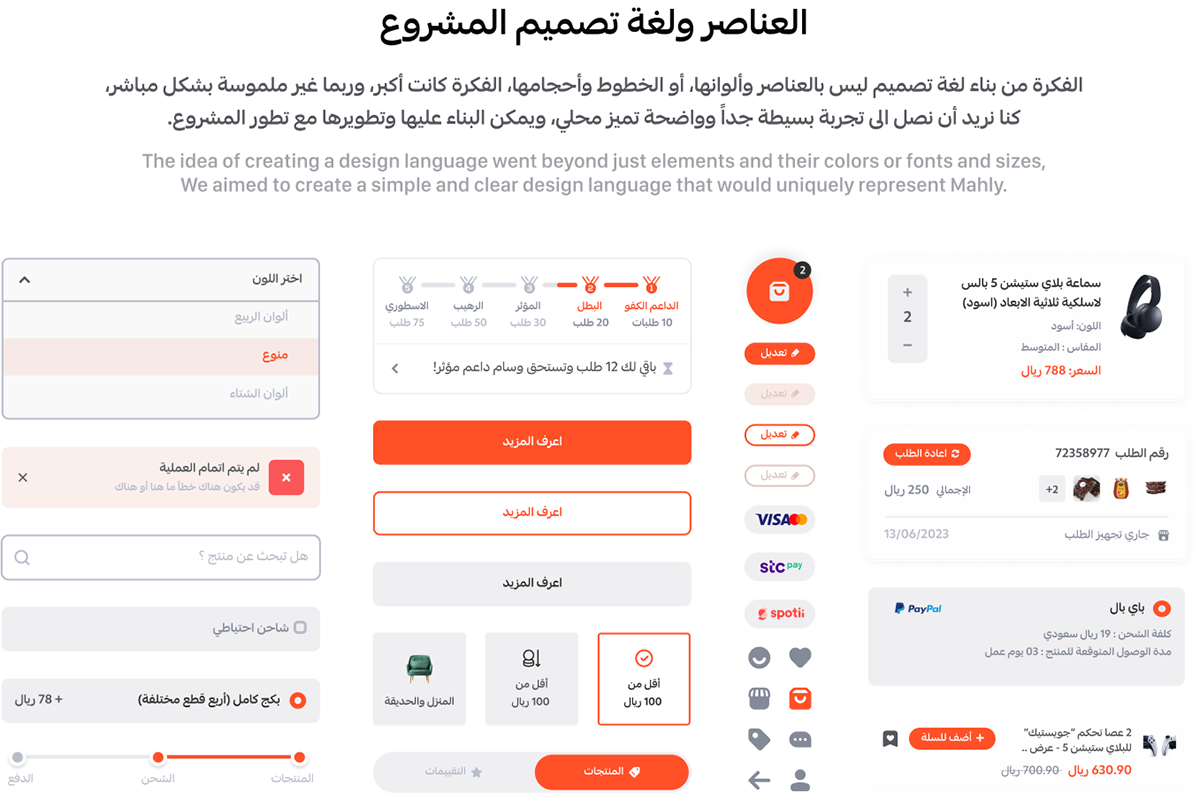 العناصر ولغة تصميم المشروع
الفكرة من بناء لغة تصميم ليس بالعناصر وألوانها، أو الخطوط وأحجامها، الفكرة كانت أكبر، وربما غير ملموسة بشكل مباشر،
كنا نريد أن نصل الى تجربة بسيطة جداً وواضحة تميز محلي، ويمكن البناء عليها وتطويرها مع تطور المشروع.
The idea of creating a design language went beyond just elements and their colors or fonts and sizes,
We aimed to create a simple and clear design language that would uniquely represent Mahly.
سماعة بلاي ستيشن 5 بالس
لاسلكية ثلاثية الابعاد (اسود)
اللون: أسود
المقاس : المتوسط
السعر: 788 ريال
+
2
−
رقم الطلب 72358977
اعادة الطلب
+2
الإجمالي 250 ريال
جاري تجهيز الطلب
13/06/2023
باي بال
PayPal
كلفة الشحن : 19 ريال سعودي
مدة الوصول المتوقعة للمنتج : 03 يوم عمل
2 عصا تحكم “جويستيك”
للبلاي ستيشن 5 - عرض ..
630.90 ريال 700.90 ريال
+ أضف للسلة
2
تعديل
تعديل
تعديل
تعديل
VISA
stc pay
spotii
1 2 3 4 5
الداعم الكفو البطل المؤثر الرهيب الاسطوري
10 طلبات 20 طلب 30 طلب 50 طلب 75 طلب
باقي لك 12 طلب وتستحق وسام داعم مؤثر!
اعرف المزيد
اعرف المزيد
اعرف المزيد
أقل من
100 ريال
أقل من
100 ريال
المنزل والحديقة
المنتجات
التقييمات
اختر اللون
ألوان الربيع
منوع
ألوان الشتاء
لم يتم اتمام العملية
قد يكون هناك خطأ ما هنا أو هناك
هل تبحث عن منتج ؟
شاحن احتياطي
بكج كامل (أربع قطع مختلفة)
+ 78 ريال
المنتجات الشحن الدفع